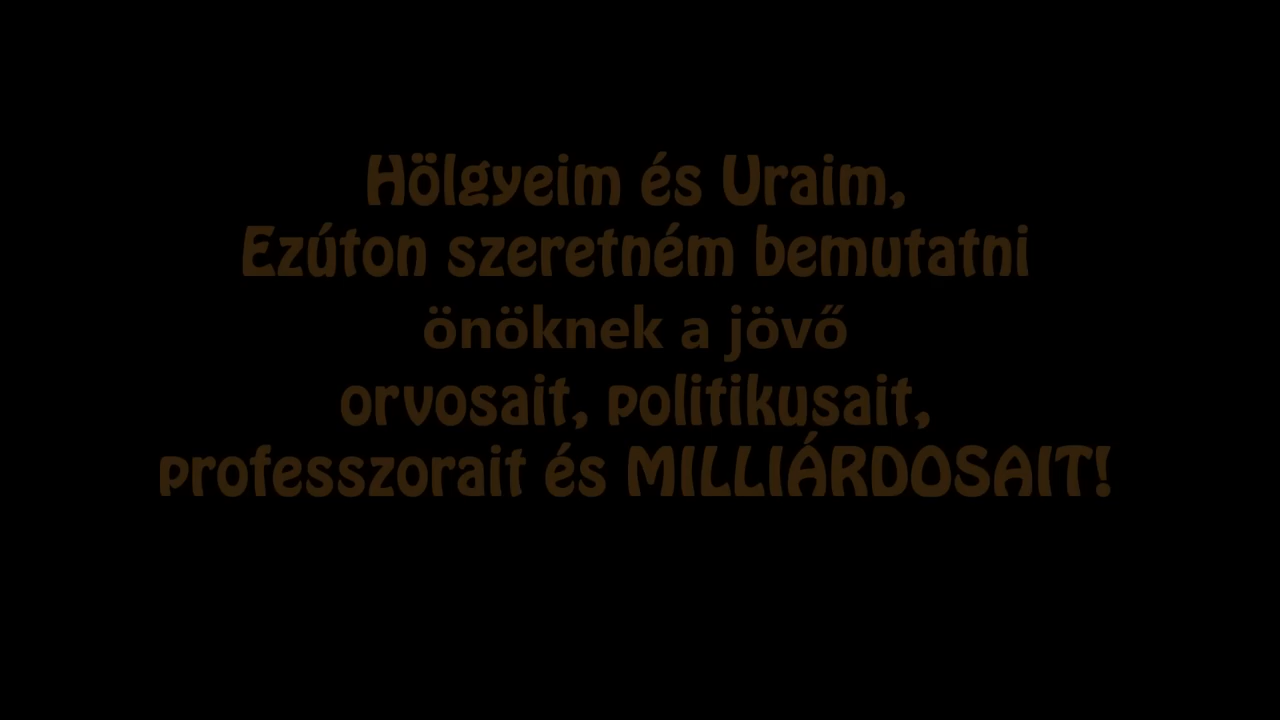 Hölgyeim és Uraim,
Ezúton szeretném bemutatni
önöknek a jövő
orvosait, politikusait,
professzorait és MILLIÁRDOSAIT!